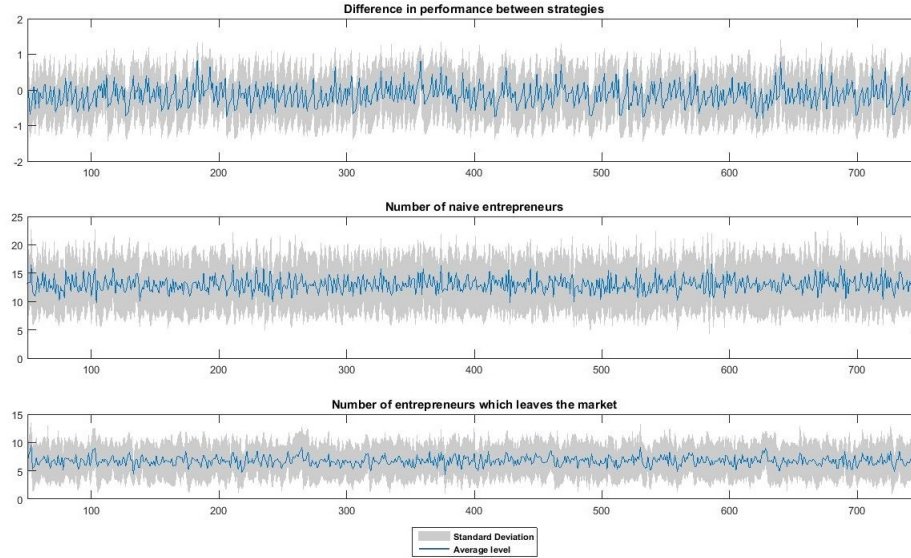 Difference in performance between strategies
2
1
0
-1
-2
100 200 300 400 500 600 700
Number of naive entrepreneurs
25
20
15
10
5
0
100 200 300 400 500 600 700
Number of entrepreneurs which leaves the market
15
10
5
0
100 200 300 400 500 600 700
Standard Deviation
Average level